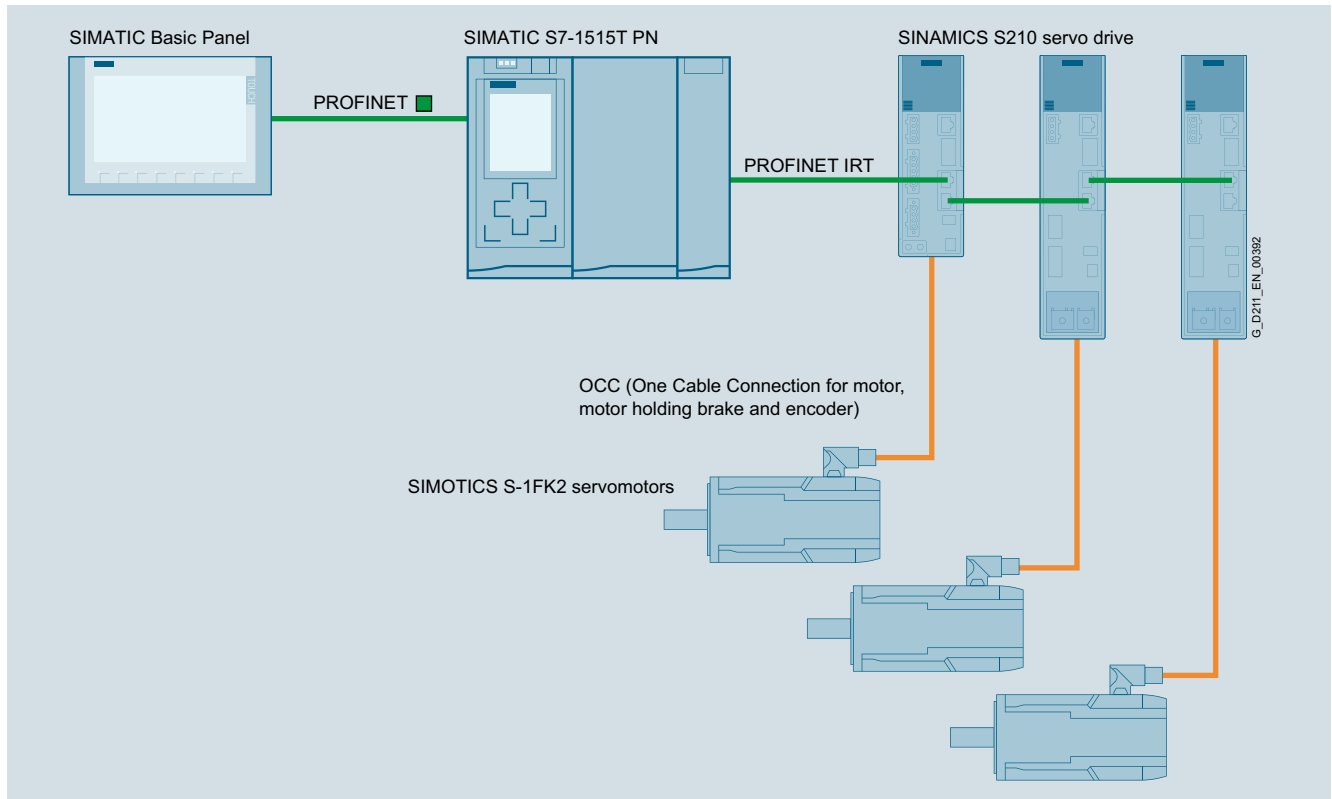 SIMATIC Basic Panel
SIMATIC S7-1515T PN
SINAMICS S210 servo drive
TOUCH
PROFINET
PROFINET IRT
G_D211_EN_00392
OCC (One Cable Connection for motor,
motor holding brake and encoder)
SIMOTICS S-1FK2 servomotors